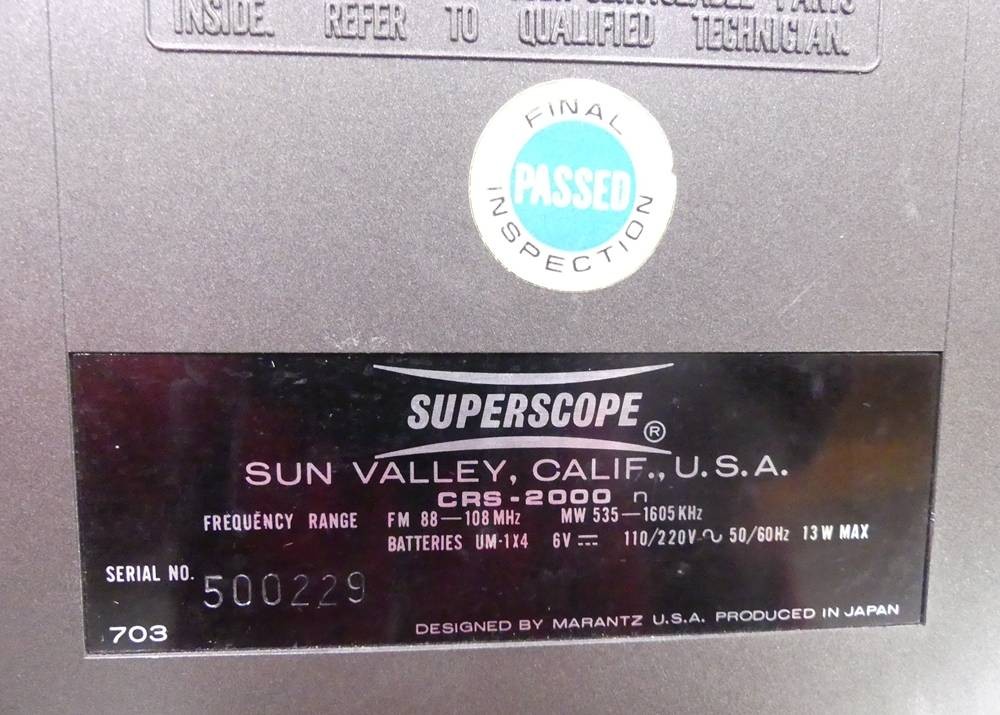 SERVICEABLE PARTS
INSIDE. REFER TO QUALIFIED TECHNICIAN.
FINAL
PASSED
INSPECTION
SUPERSCOPE ®
SUN VALLEY, CALIF., U.S.A.
CRS-2000 n
FREQUENCY RANGE FM 88—108MHz MW 535—1605KHz
BATTERIES UM-1X4 6V ⎓ 110/220V ~ 50/60Hz 13W MAX
SERIAL NO. 500229
703
DESIGNED BY MARANTZ U.S.A. PRODUCED IN JAPAN